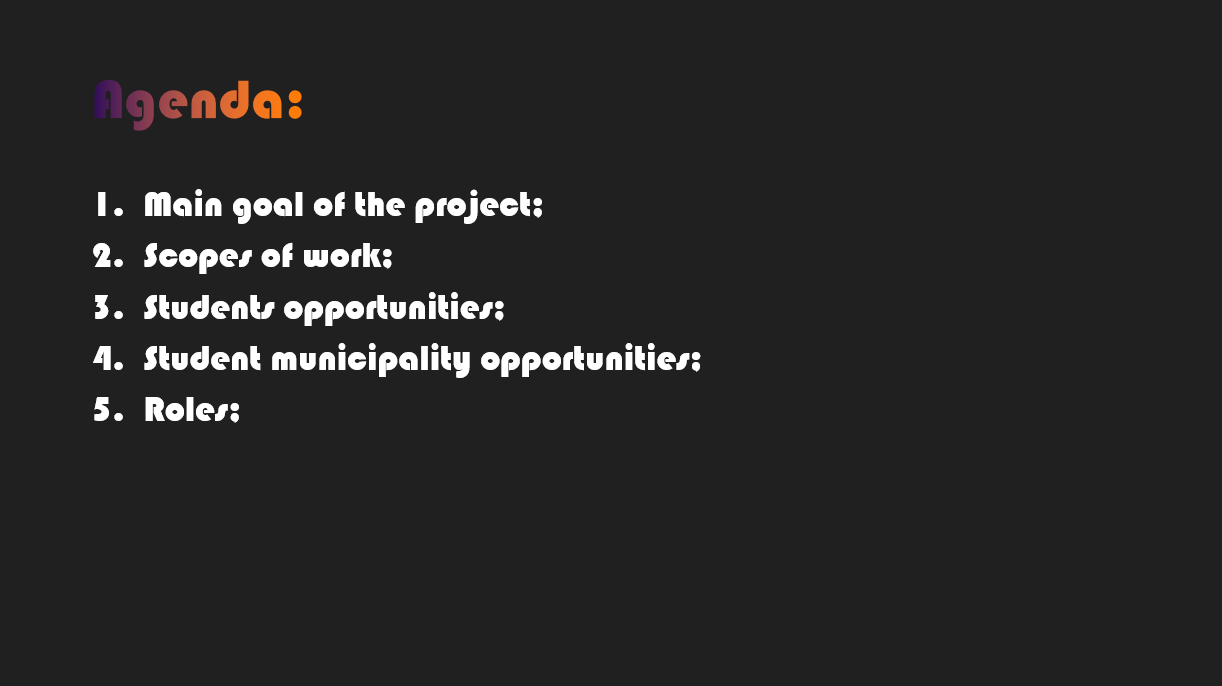 Agenda:
1. Main goal of the project;
2. Scopes of work;
3. Students opportunities;
4. Student municipality opportunities;
5. Roles;